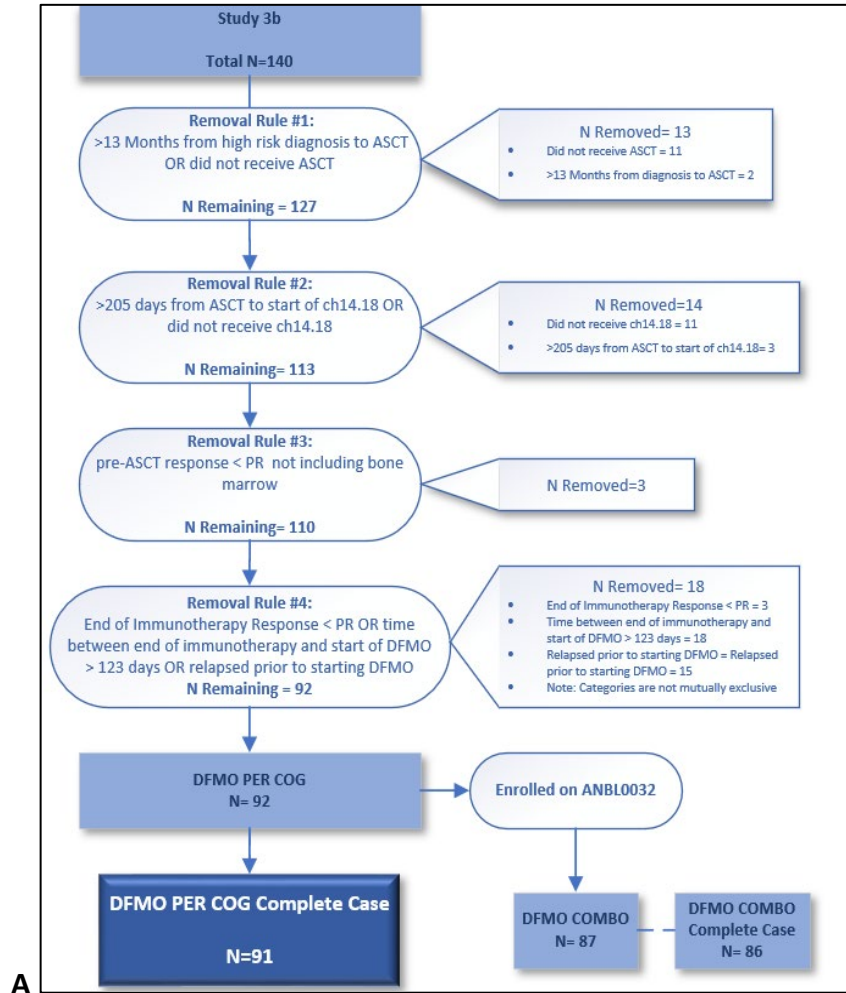 Study 3b
Total N=140
Removal Rule #1:
>13 Months from high risk diagnosis to ASCT
OR did not receive ASCT
N Remaining = 127
N Removed= 13
• Did not receive ASCT = 11
• >13 Months from diagnosis to ASCT = 2
Removal Rule #2:
>205 days from ASCT to start of ch14.18 OR
did not receive ch14.18
N Remaining= 113
N Removed=14
• Did not receive ch14.18 = 11
• >205 days from ASCT to start of ch14.18= 3
Removal Rule #3:
pre-ASCT response < PR not including bone
marrow
N Remaining= 110
N Removed=3
Removal Rule #4:
End of Immunotherapy Response < PR OR time
between end of immunotherapy and start of DFMO
> 123 days OR relapsed prior to starting DFMO
N Remaining = 92
N Removed= 18
• End of Immunotherapy Response < PR = 3
• Time between end of immunotherapy and
start of DFMO > 123 days = 18
• Relapsed prior to starting DFMO = Relapsed
prior to starting DFMO = 15
• Note: Categories are not mutually exclusive
DFMO PER COG
N= 92
Enrolled on ANBL0032
DFMO PER COG Complete Case
N=91
DFMO COMBO
N= 87
DFMO COMBO
Complete Case
N= 86
A